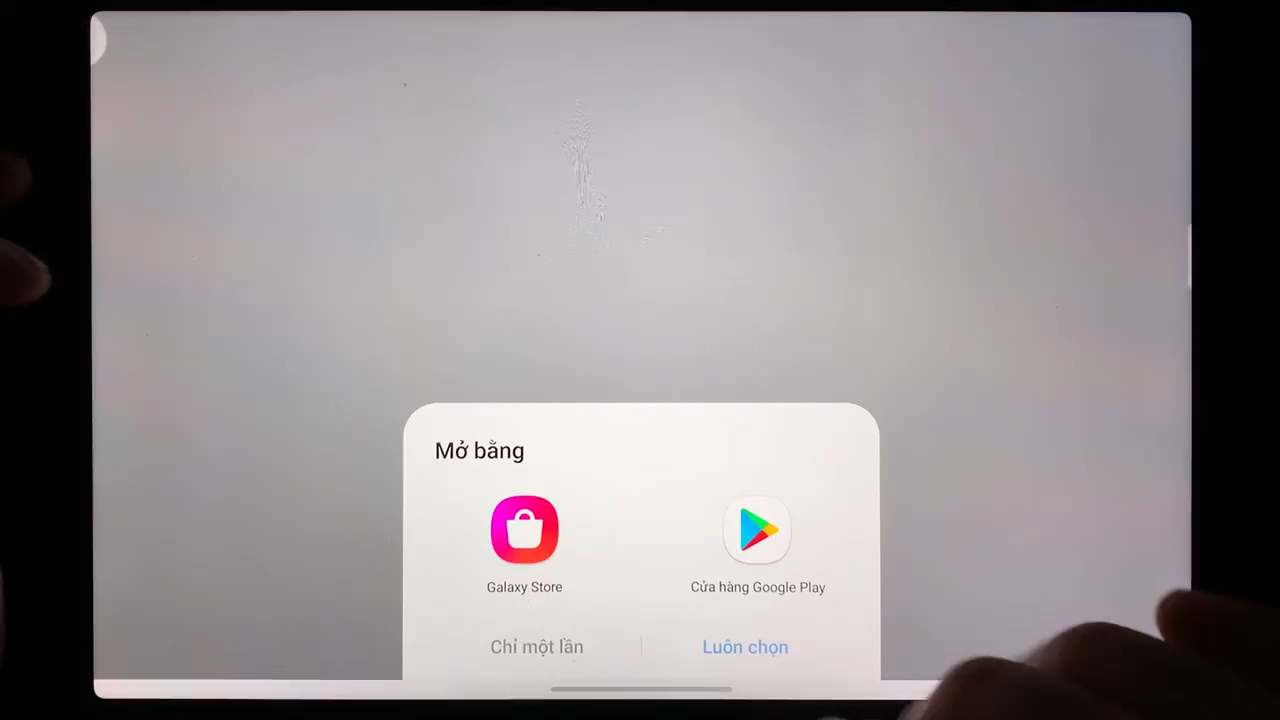 Mở bằng
Galaxy Store
Cửa hàng Google Play
Chỉ một lần
Luôn chọn